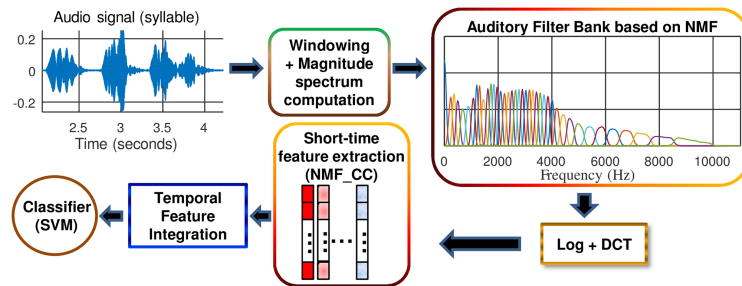 Audio signal (syllable)
0.2
0
-0.2
2.5 3 3.5 4
Time (seconds)
Windowing
+ Magnitude
spectrum
computation
Auditory Filter Bank based on NMF
0 2000 4000 6000 8000 10000
Frequency (Hz)
Log + DCT
Short-time
feature extraction
(NMF_CC)
Temporal
Feature
Integration
Classifier
(SVM)